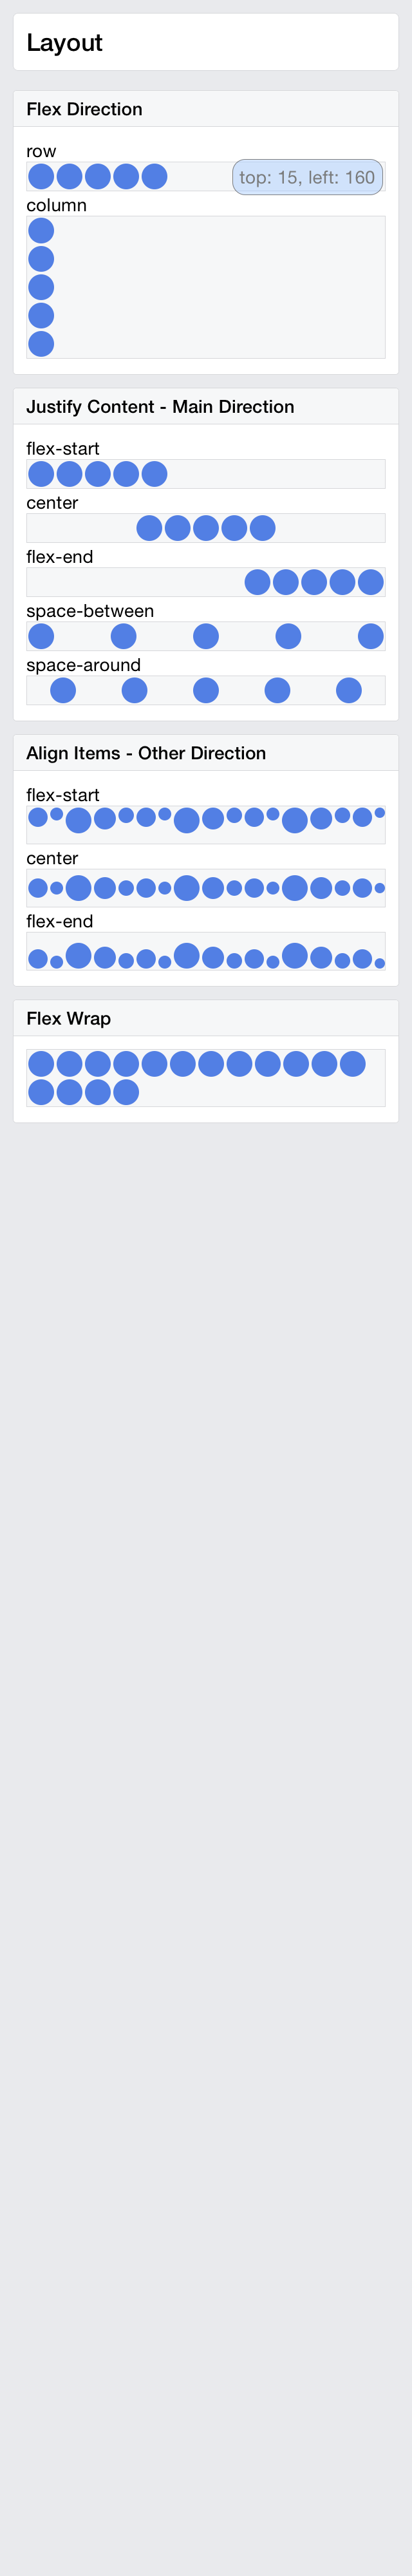 Layout
Flex Direction
row
top: 15, left: 160
column
Justify Content - Main Direction
flex-start
center
flex-end
space-between
space-around
Align Items - Other Direction
flex-start
center
flex-end
Flex Wrap